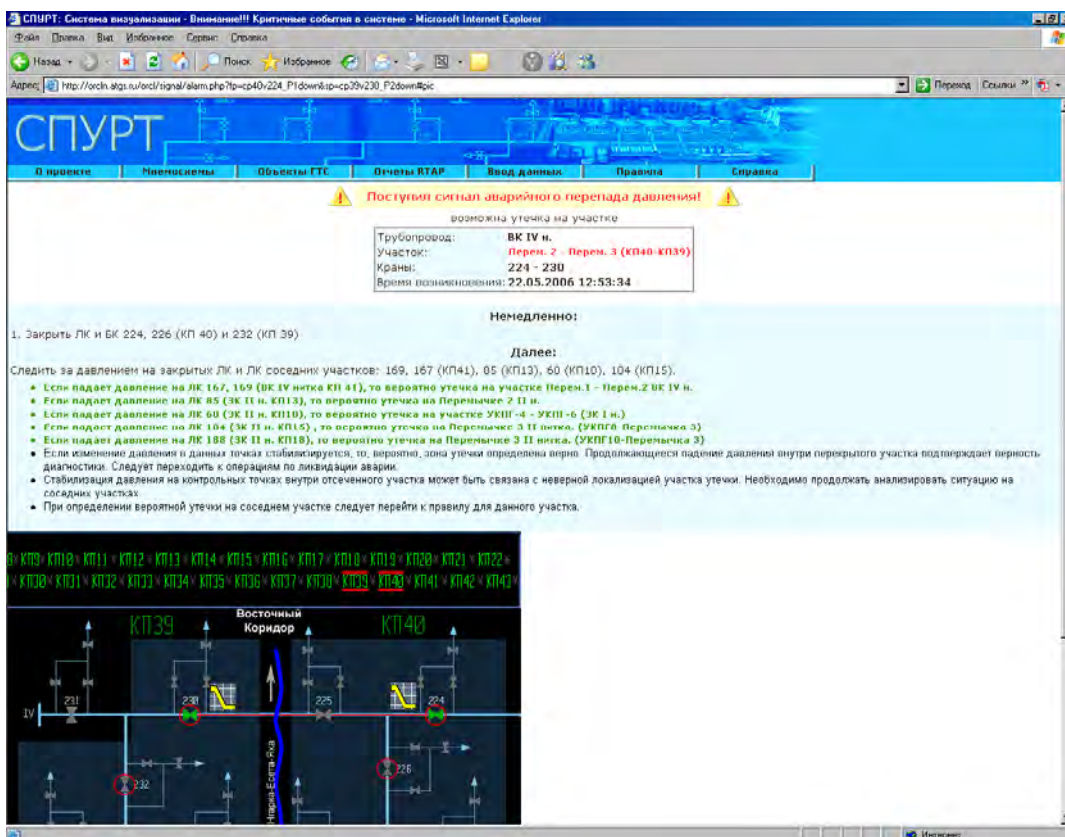 СПУРТ: Система визуализации - Внимание!!! Критичные события в системе - Microsoft Internet Explorer
Файл Правка Вид Избранное Сервис Справка
Назад Поиск Избранное
Адрес: http://orcln.atgs.ru/orcl/signal/alarm.php?fp=cp40v224_P1down&sp=cp39v230_P2down#pic Переход Ссылки
СПУРТ
О проекте Мнемосхемы Объекты ГТС Отчеты RTAP Ввод данных Правила Справка
Поступил сигнал аварийного перепада давления!
возможна утечка на участке
Трубопровод: ВК IV н.
Участок: Перем. 2 - Перем. 3 (КП40-КП39)
Краны: 224 - 230
Время возникновения: 22.05.2006 12:53:34
Немедленно:
1. Закрыть ЛК и БК 224, 226 (КП 40) и 232 (КП 39)
Далее:
Следить за давлением на закрытых ЛК и ЛК соседних участков: 169, 167 (КП41), 85 (КП13), 60 (КП10), 104 (КП15).
Если падает давление на ЛК 167, 169 (ВК IV нитка КП 41), то вероятно утечка на участке Перем.1 - Перем.2 ВК IV н.
Если падает давление на ЛК 85 (ЗК II н. КП13), то вероятно утечка на Перемычке 2 II н.
Если падает давление на ЛК 60 (ЗК II н. КП10), то вероятно утечка на участке УКПГ-4 - УКПГ-6 (ЗК I н.)
Если падает давление на ЛК 104 (ЗК II н. КП15) , то вероятно утечка на Перемычке 3 II нитка. (УКПГ8-Перемычка 3)
Если падает давление на ЛК 188 (ЗК II н. КП18), то вероятно утечка на Перемычке 3 II нитка. (УКПГ10-Перемычка 3)
Если изменение давления в данных точках стабилизируется, то, вероятно, зона утечки определена верно. Продолжающееся падение давления внутри перекрытого участка подтверждает верность
диагностики. Следует переходить к операциям по ликвидации аварии.
Стабилизация давления на контрольных точках внутри отсеченного участка может быть связана с неверной локализацией участка утечки. Необходимо продолжать анализировать ситуацию на
соседних участках
При определении вероятной утечки на соседнем участке следует перейти к правилу для данного участка.
КП9 КП10 КП11 КП12 КП13 КП14 КП15 КП16 КП17 КП18 КП19 КП20 КП21 КП22
КП30 КП31 КП32 КП33 КП34 КП35 КП36 КП37 КП38 КП39 КП40 КП41 КП42 КП43
КП39 Восточный Коридор КП40
231 230 225 224
IV
232 226
Нгарка-Есета-Яха
Интернет